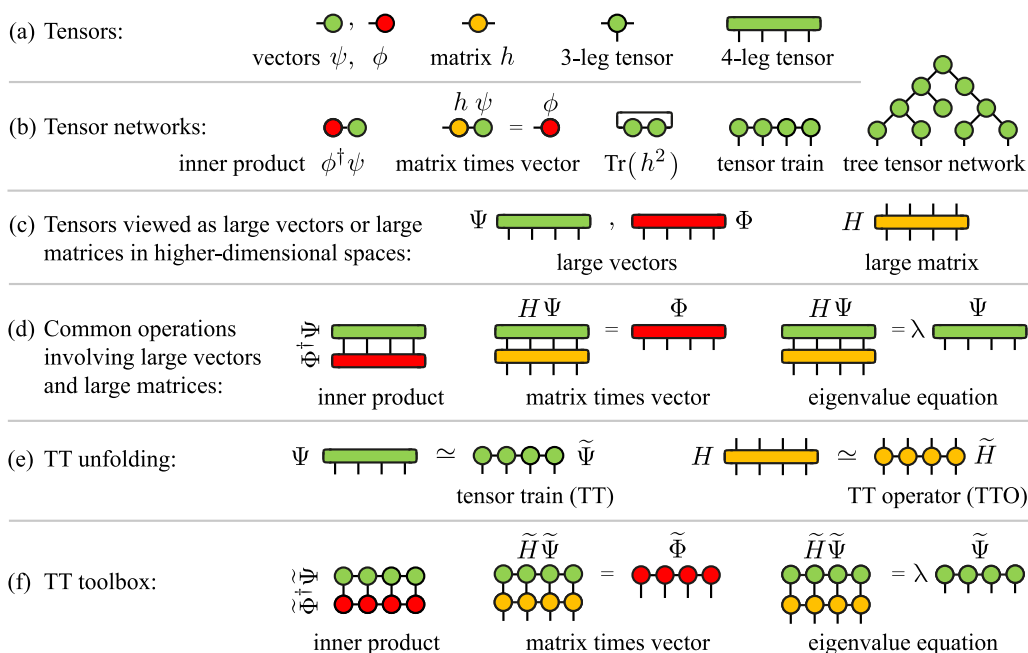 (a) Tensors:
vectors ψ, ϕ
matrix h
3-leg tensor
4-leg tensor
(b) Tensor networks:
h ψ
=
ϕ
inner product ϕ†ψ
matrix times vector
Tr(h²)
tensor train
tree tensor network
(c) Tensors viewed as large vectors or large
matrices in higher-dimensional spaces:
Ψ
,
Φ
H
large vectors
large matrix
(d) Common operations
involving large vectors
and large matrices:
Φ†Ψ
HΨ
=
Φ
HΨ
= λ
Ψ
inner product
matrix times vector
eigenvalue equation
(e) TT unfolding:
Ψ
≃
Ψ̃
H
≃
H̃
tensor train (TT)
TT operator (TTO)
(f) TT toolbox:
Φ̃†Ψ̃
H̃Ψ̃
=
Φ̃
H̃Ψ̃
= λ
Ψ̃
inner product
matrix times vector
eigenvalue equation